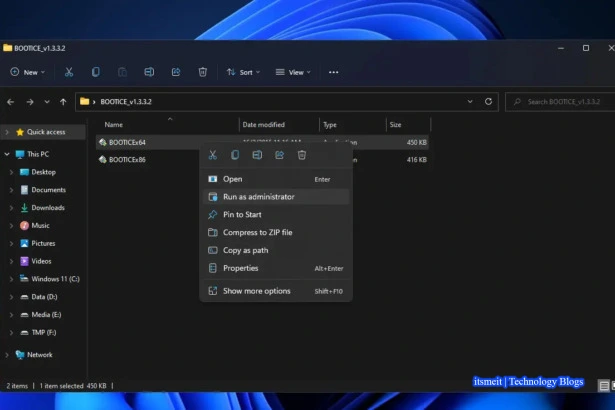 BOOTICE_v1.3.3.2
New
Sort
View
BOOTICE_v1.3.3.2
Search BOOTICE_v1.3.3.2
Name Date modified Type Size
Quick access
This PC
Desktop
Documents
Downloads
Music
Pictures
Videos
Windows 11 (C:)
Data (D:)
Media (E:)
TMP (F:)
Network
BOOTICEx64 450 KB
BOOTICEx86 416 KB
Open Enter
Run as administrator
Pin to Start
Compress to ZIP file
Copy as path
Properties Alt+Enter
Show more options Shift+F10
itsmeit | Technology Blogs
2 items 1 item selected 450 KB